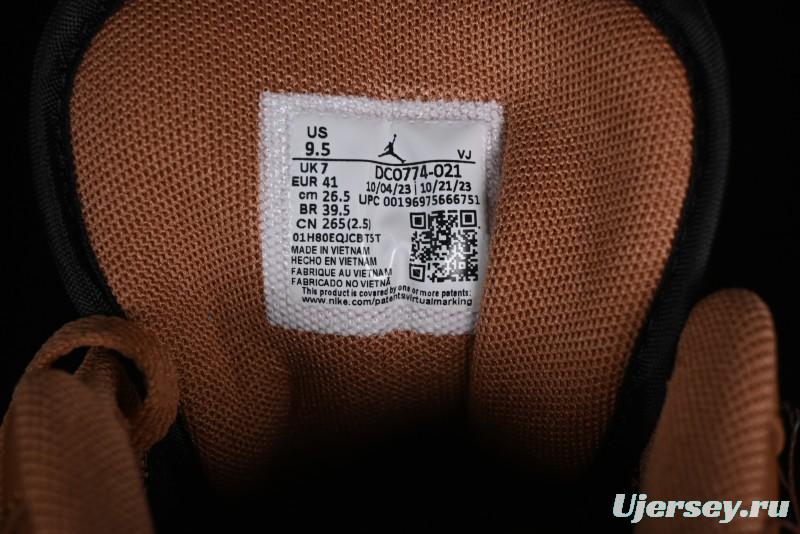 US
9.5
VJ
UK 7
EUR 41
cm 26.5
BR 39.5
CN 265(2.5)
DC0774-021
10/04/23 | 10/21/23
UPC 00196975666751
01H80EQJCBT5T
MADE IN VIETNAM
HECHO EN VIETNAM
FABRIQUE AU VIETNAM
FABRICADO NO VIETNÃ
This product is covered by one or more patents:
www.nike.com/patents/virtualmarking
Ujersey.ru